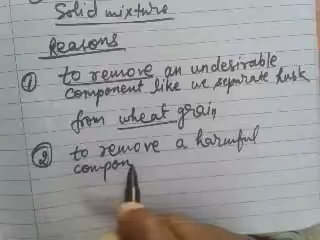 Solid mixture
Reasons
① to remove an undesirable
component like we separate husk
from wheat grain
② to remove a harmful
compon